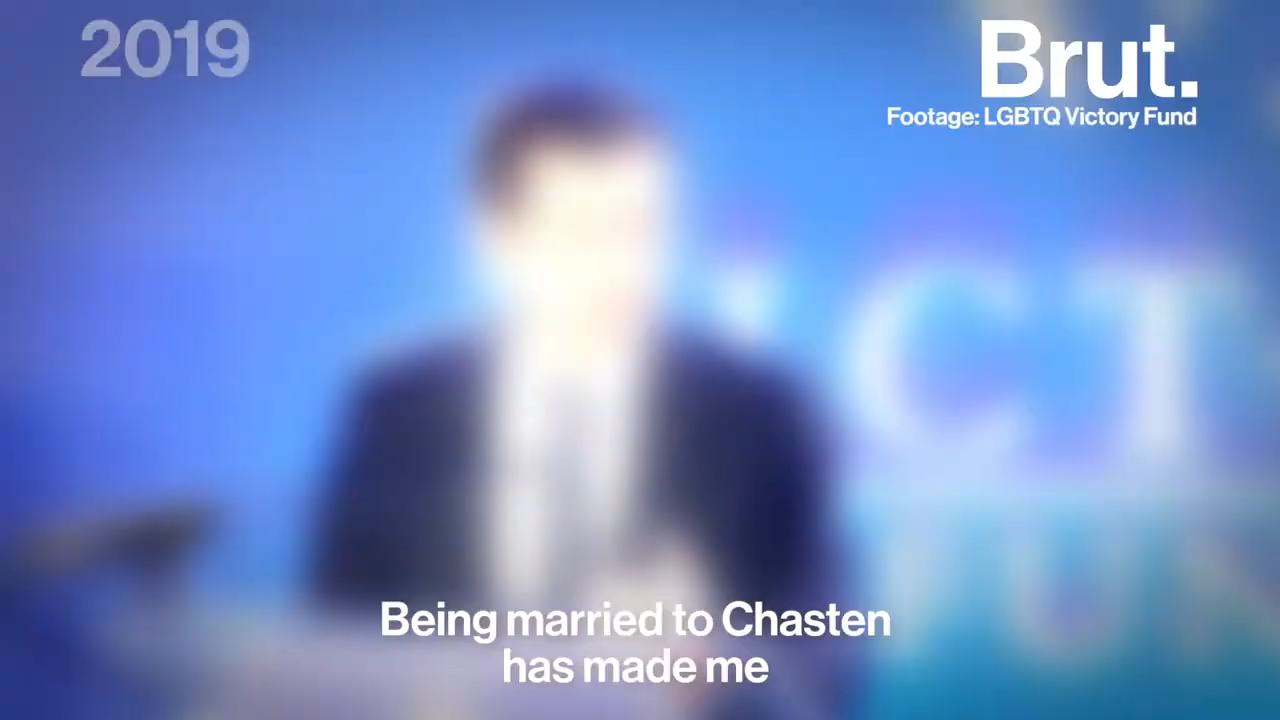 2019
Brut.
Footage: LGBTQ Victory Fund
Being married to Chasten
has made me